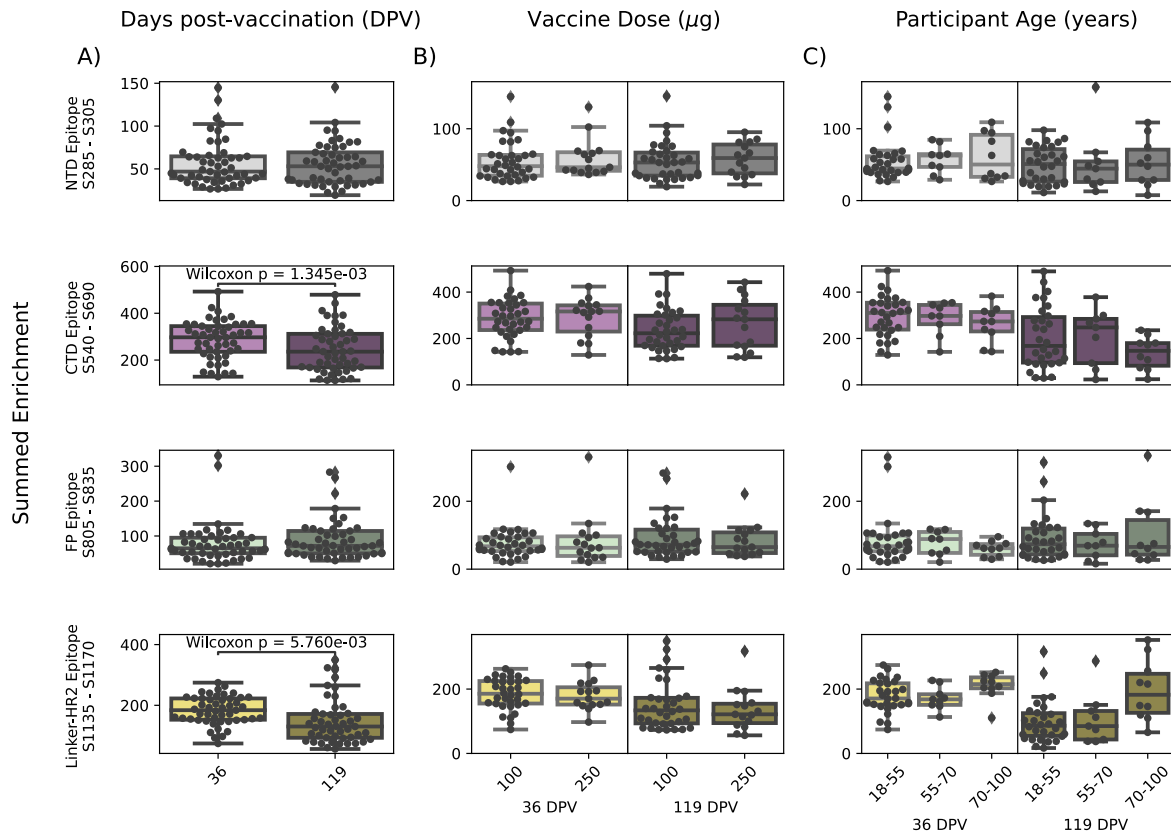 Days post-vaccination (DPV)
Vaccine Dose (μg)
Participant Age (years)
A)
B)
C)
Summed Enrichment
NTD Epitope
S285 - S305
150
100
50
100
0
100
0
CTD Epitope
S540 - S690
600
400
200
Wilcoxon p = 1.345e-03
400
200
0
400
200
0
FP Epitope
S805 - S835
300
200
100
200
0
200
0
Linker-HR2 Epitope
S1135 - S1170
400
200
Wilcoxon p = 5.760e-03
200
0
200
0
36
119
100
250
100
250
36 DPV
119 DPV
18-55
55-70
70-100
18-55
55-70
70-100
36 DPV
119 DPV